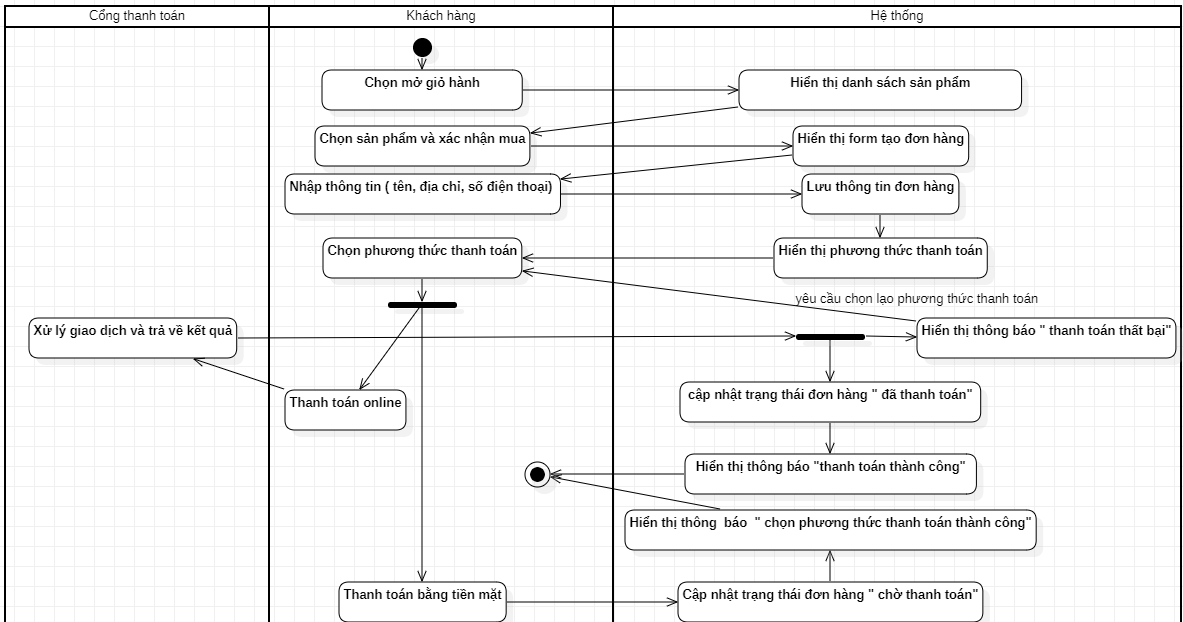 Cổng thanh toán
Khách hàng
Hệ thống
Chọn mở giỏ hành
Hiển thị danh sách sản phẩm
Chọn sản phẩm và xác nhận mua
Hiển thị form tạo đơn hàng
Nhập thông tin ( tên, địa chỉ, số điện thoại)
Lưu thông tin đơn hàng
Chọn phương thức thanh toán
Hiển thị phương thức thanh toán
yêu cầu chọn lạo phương thức thanh toán
Xử lý giao dịch và trả về kết quả
Hiển thị thông báo " thanh toán thất bại"
Thanh toán online
cập nhật trạng thái đơn hàng " đã thanh toán"
Hiển thị thông báo "thanh toán thành công"
Hiển thị thông báo " chọn phương thức thanh toán thành công"
Thanh toán bằng tiền mặt
Cập nhật trạng thái đơn hàng " chờ thanh toán"